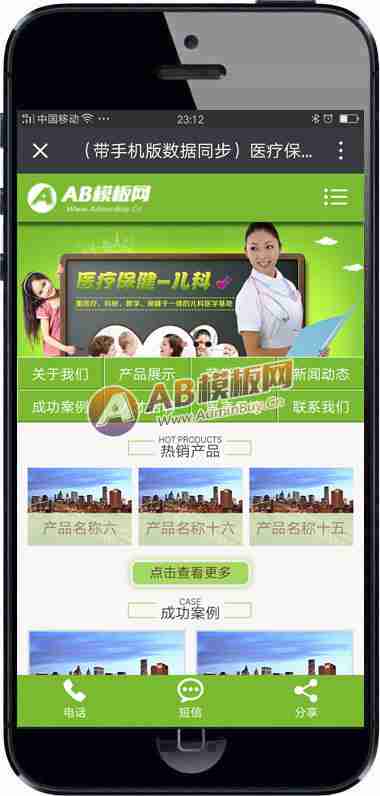 中国移动
23:12
（带手机版数据同步）医疗保...
AB模板网
Www.AdminBuy.Cn
医疗保健-儿科
集医疗、科研、教学、保健于一体的儿科医学基地
关于我们 产品展示 新闻动态
成功案例 联系我们
AB模板网
www.AdminBuy.Cn
HOT PRODUCTS
热销产品
产品名称六 产品名称十六 产品名称十五
点击查看更多
CASE
成功案例
电话 短信 分享